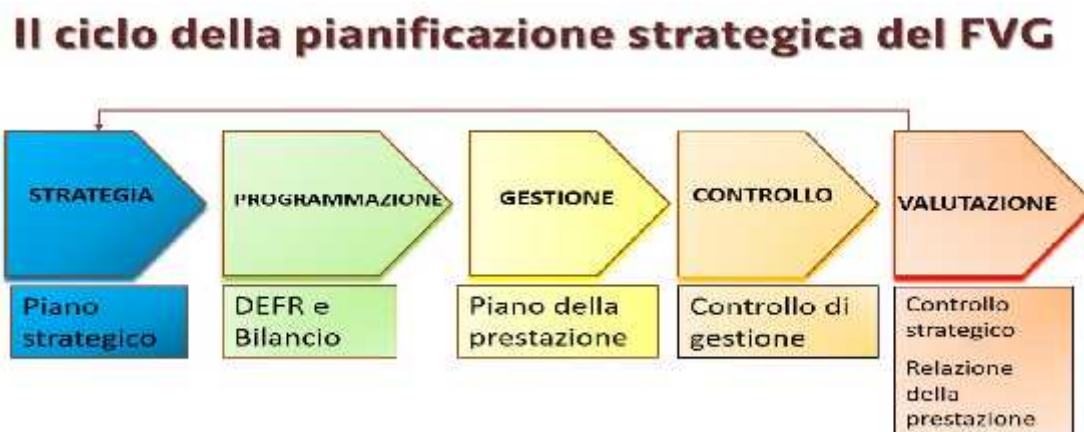 Il ciclo della pianificazione strategica del FVG
STRATEGIA
PROGRAMMAZIONE
GESTIONE
CONTROLLO
VALUTAZIONE
Piano
strategico
DEFR e
Bilancio
Piano della
prestazione
Controllo di
gestione
Controllo
strategico
Relazione
della
prestazione